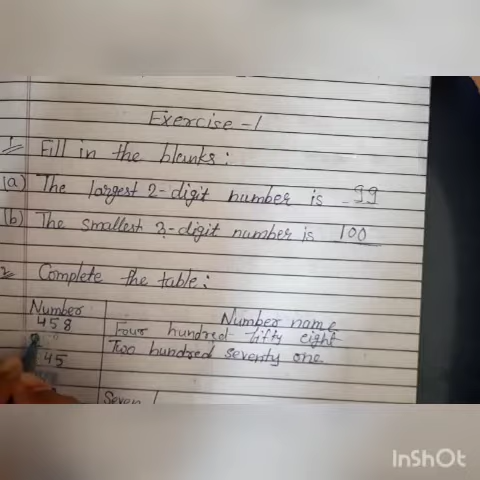 Exercise - 1
1. Fill in the blanks :
(a) The largest 2-digit number is 99
(b) The smallest 3-digit number is 100
2. Complete the table :
Number Number name
458 Four hundred fifty eight
Two hundred seventy one
45
Seven
InShOt